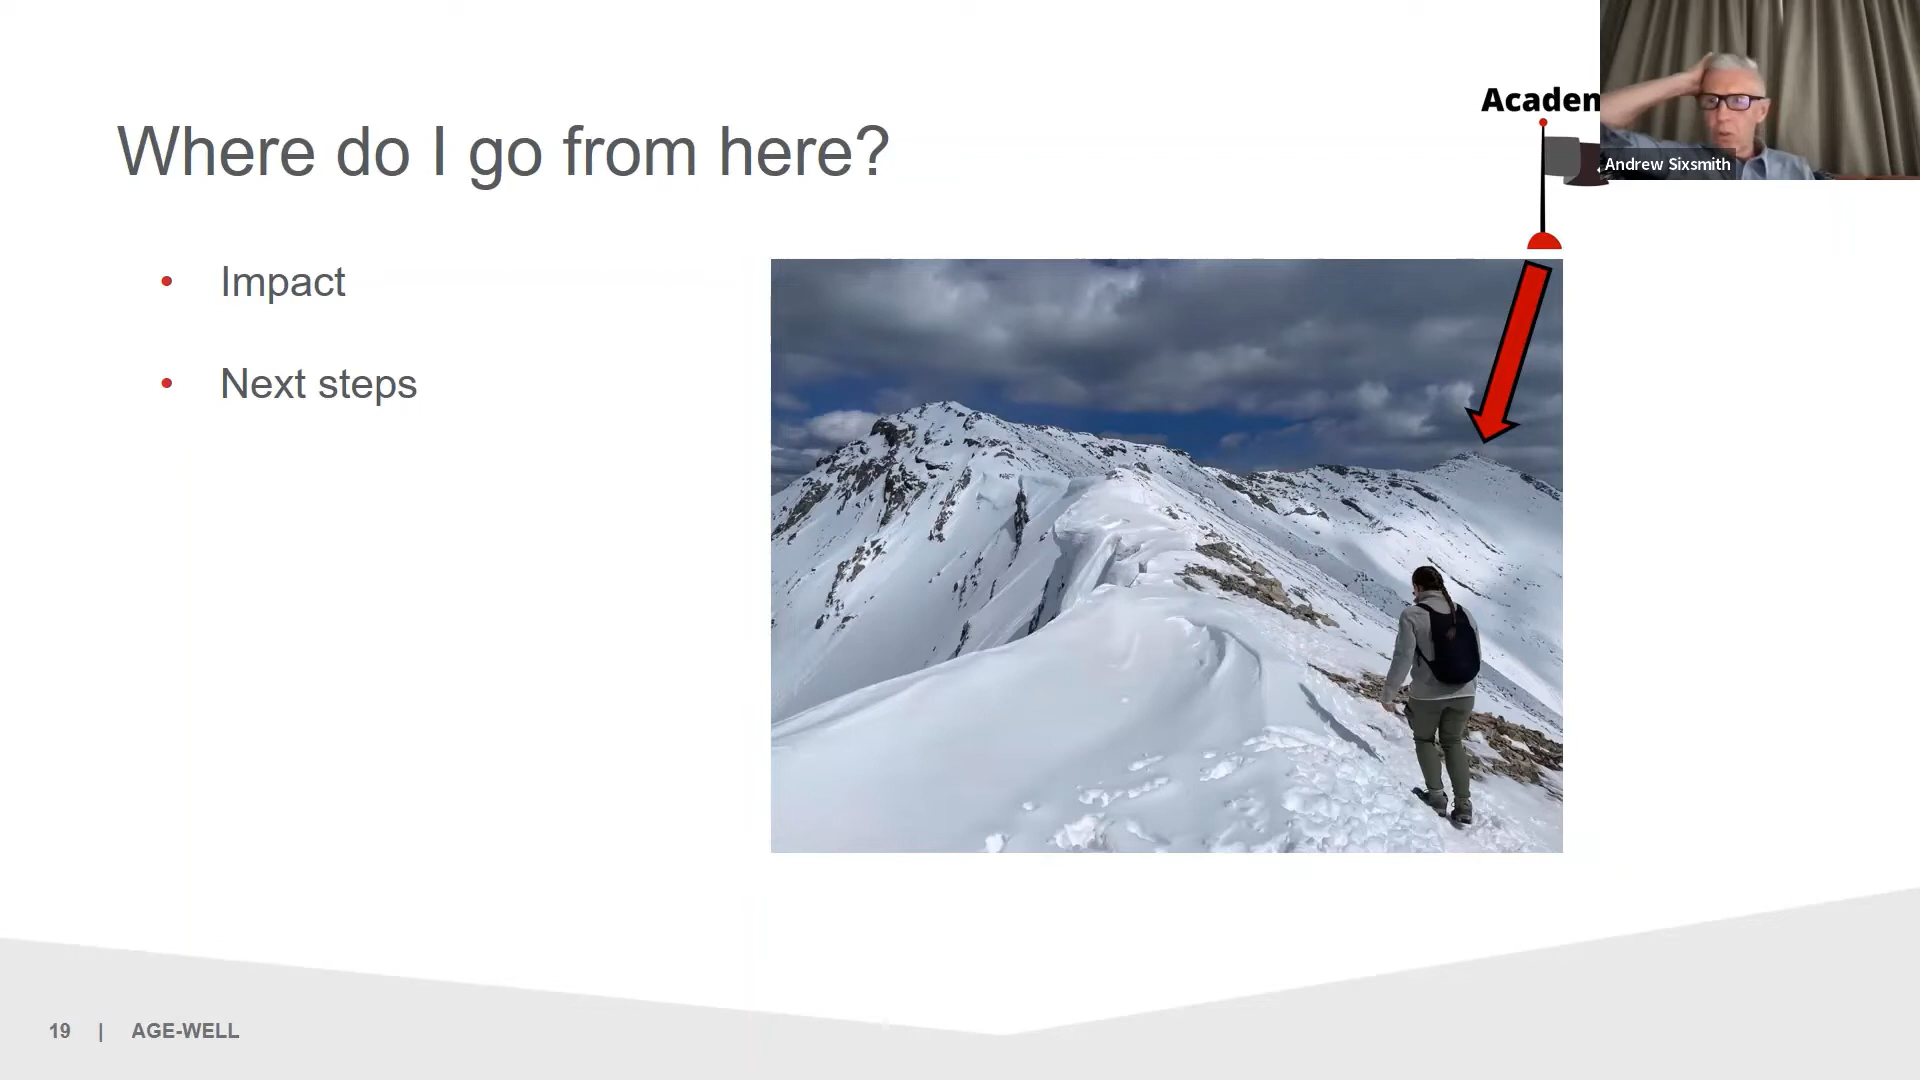 Acaden
Where do I go from here?
Andrew Sixsmith
• Impact
• Next steps
19 | AGE-WELL